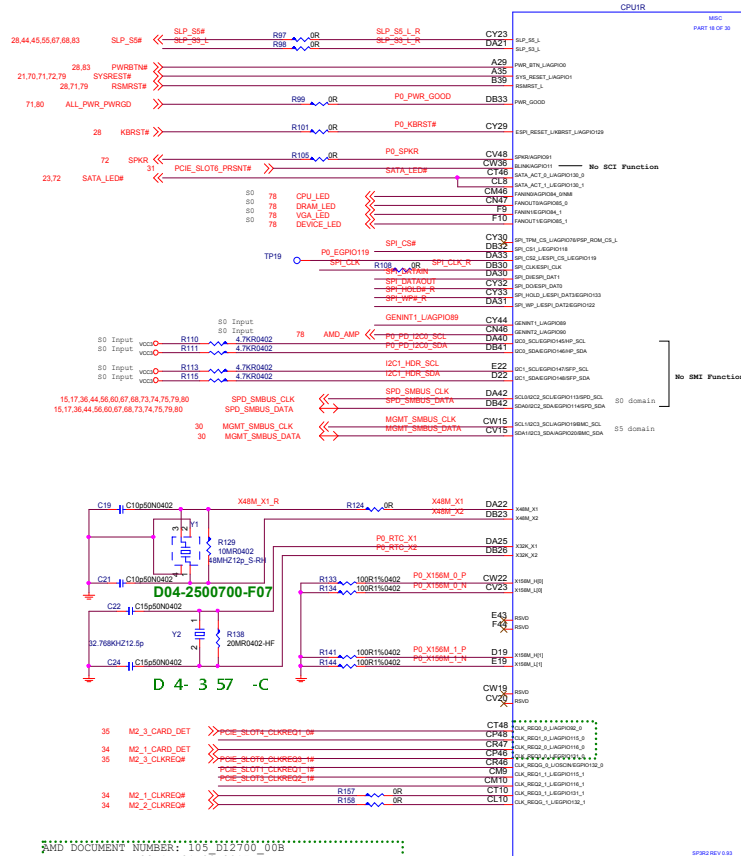 CPU1R
MISC
PART 18 OF 30
28,44,45,55,67,68,83 SLP_S5# SLP_S5# R97 0R SLP_S5_L_R CY23 SLP_S5_L
SLP_S3_L R98 0R SLP_S3_L_R DA21 SLP_S3_L
28,83 PWRBTN# A29 PWR_BTN_L/AGPIO0
21,70,71,72,79 SYSREST# A35 SYS_RESET_L/AGPIO1
28,71,79 RSMRST# B39 RSMRST_L
71,80 ALL_PWR_PWRGD R99 0R P0_PWR_GOOD DB33 PWR_GOOD
28 KBRST# R101 0R P0_KBRST# CY29 ESPI_RESET_L/KBRST_L/AGPIO129
72 SPKR R105 0R P0_SPKR CV48 SPKR/AGPIO91
31 PCIE_SLOT6_PRSNT# CW36 BLINK/AGPIO11 No SCI Function
23,72 SATA_LED# SATA_LED# CT46 SATA_ACT_0_L/AGPIO130_0
CL8 SATA_ACT_1_L/EGPIO130_1
S0 78 CPU_LED CM46 FANIN0/AGPIO84_0/NMI
S0 78 DRAM_LED CN47 FANOUT0/AGPIO85_0
S0 78 VGA_LED F9 FANIN1/EGPIO84_1
S0 78 DEVICE_LED F10 FANOUT1/EGPIO85_1
CY30 SPI_TPM_CS_L/AGPIO76/PSP_ROM_CS_L
SPI_CS# DB32 SPI_CS1_L/EGPIO118
TP19 P0_EGPIO119 DA33 SPI_CS2_L/ESPI_CS_L/EGPIO119
SPI_CLK R108 0R SPI_CLK_R DB30 SPI_CLK/ESPI_CLK
SPI_DATAIN DA30 SPI_DI/ESPI_DAT1
SPI_DATAOUT CY32 SPI_DO/ESPI_DAT0
SPI_HOLD#_R CY33 SPI_HOLD_L/ESPI_DAT3/EGPIO133
SPI_WP#_R DA31 SPI_WP_L/ESPI_DAT2/EGPIO122
S0 Input GENINT1_L/AGPIO89 CY44 GENINT1_L/AGPIO89
S0 Input 78 AMD_AMP CN46 GENINT2_L/AGPIO90
S0 Input VCC3 R110 4.7KR0402 P0_PD_I2C0_SCL DA40 I2C0_SCL/EGPIO145/HP_SCL
S0 Input VCC3 R111 4.7KR0402 P0_PD_I2C0_SDA DB41 I2C0_SDA/EGPIO146/HP_SDA
S0 Input VCC3 R113 4.7KR0402 I2C1_HDR_SCL E22 I2C1_SCL/EGPIO147/SFP_SCL
S0 Input VCC3 R115 4.7KR0402 I2C1_HDR_SDA D22 I2C1_SDA/EGPIO148/SFP_SDA
No SMI Function
15,17,36,44,56,60,67,68,73,74,75,79,80 SPD_SMBUS_CLK SPD_SMBUS_CLK DA42 SCL0/I2C2_SCL/EGPIO113/SPD_SCL S0 domain
15,17,36,44,56,60,67,68,73,74,75,79,80 SPD_SMBUS_DATA SPD_SMBUS_DATA DB42 SDA0/I2C2_SDA/EGPIO114/SPD_SDA
30 MGMT_SMBUS_CLK MGMT_SMBUS_CLK CW15 SCL1/I2C3_SCL/AGPIO19/BMC_SCL
30 MGMT_SMBUS_DATA MGMT_SMBUS_DATA CV15 SDA1/I2C3_SDA/AGPIO20/BMC_SDA S5 domain
C19 C10p50N0402 X48M_X1_R R124 0R X48M_X1 DA22 X48M_X1
X48M_X2 DB23 X48M_X2
Y1 3 2 4 1
R129
10MR0402
48MHZ12p_S-RH
P0_RTC_X1 DA25 X32K_X1
P0_RTC_X2 DB26 X32K_X2
C21 C10p50N0402
D04-2500700-F07
R133 100R1%0402 P0_X156M_0_P CW22 X156M_H[0]
R134 100R1%0402 P0_X156M_0_N CV23 X156M_L[0]
C22 C15p50N0402
E43 RSVD
F44 RSVD
Y2 1 2 R138
20MR0402-HF
32.768KHZ12.5p
C24 C15p50N0402
R141 100R1%0402 P0_X156M_1_P D19 X156M_H[1]
R144 100R1%0402 P0_X156M_1_N E19 X156M_L[1]
D 4- 3 57 -C
CW19 RSVD
CV20 RSVD
35 M2_3_CARD_DET PCIE_SLOT4_CLKREQ1_0# CT48 CLK_REQ0_0_L/AGPIO92_0
CP48 CLK_REQ1_0_L/AGPIO115_0
34 M2_1_CARD_DET CR47 CLK_REQ2_0_L/AGPIO116_0
35 M2_3_CLKREQ# PCIE_SLOT6_CLKREQ3_1# CP46 CLK_REQ3_0_L/AGPIO131_0
PCIE_SLOT1_CLKREQ1_1# CR46 CLK_REQG_0_L/OSCIN/EGPIO132_0
PCIE_SLOT3_CLKREQ2_1# CM9 CLK_REQ1_1_L/EGPIO115_1
CM10 CLK_REQ2_1_L/EGPIO116_1
34 M2_1_CLKREQ# R157 0R CT10 CLK_REQ3_1_L/EGPIO131_1
34 M2_2_CLKREQ# R158 0R CL10 CLK_REQG_1_L/EGPIO132_1
AMD DOCUMENT NUMBER: 105_DI2700_00B
SP3R2 REV 0.93